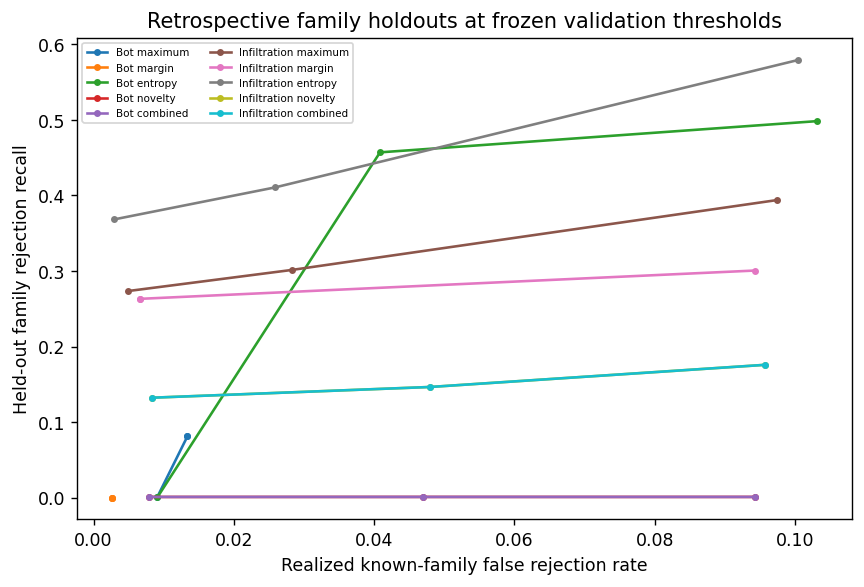 Retrospective family holdouts at frozen validation thresholds
Held-out family rejection recall
0.6
0.5
0.4
0.3
0.2
0.1
0.0
Bot maximum
Bot margin
Bot entropy
Bot novelty
Bot combined
Infiltration maximum
Infiltration margin
Infiltration entropy
Infiltration novelty
Infiltration combined
0.00 0.02 0.04 0.06 0.08 0.10
Realized known-family false rejection rate